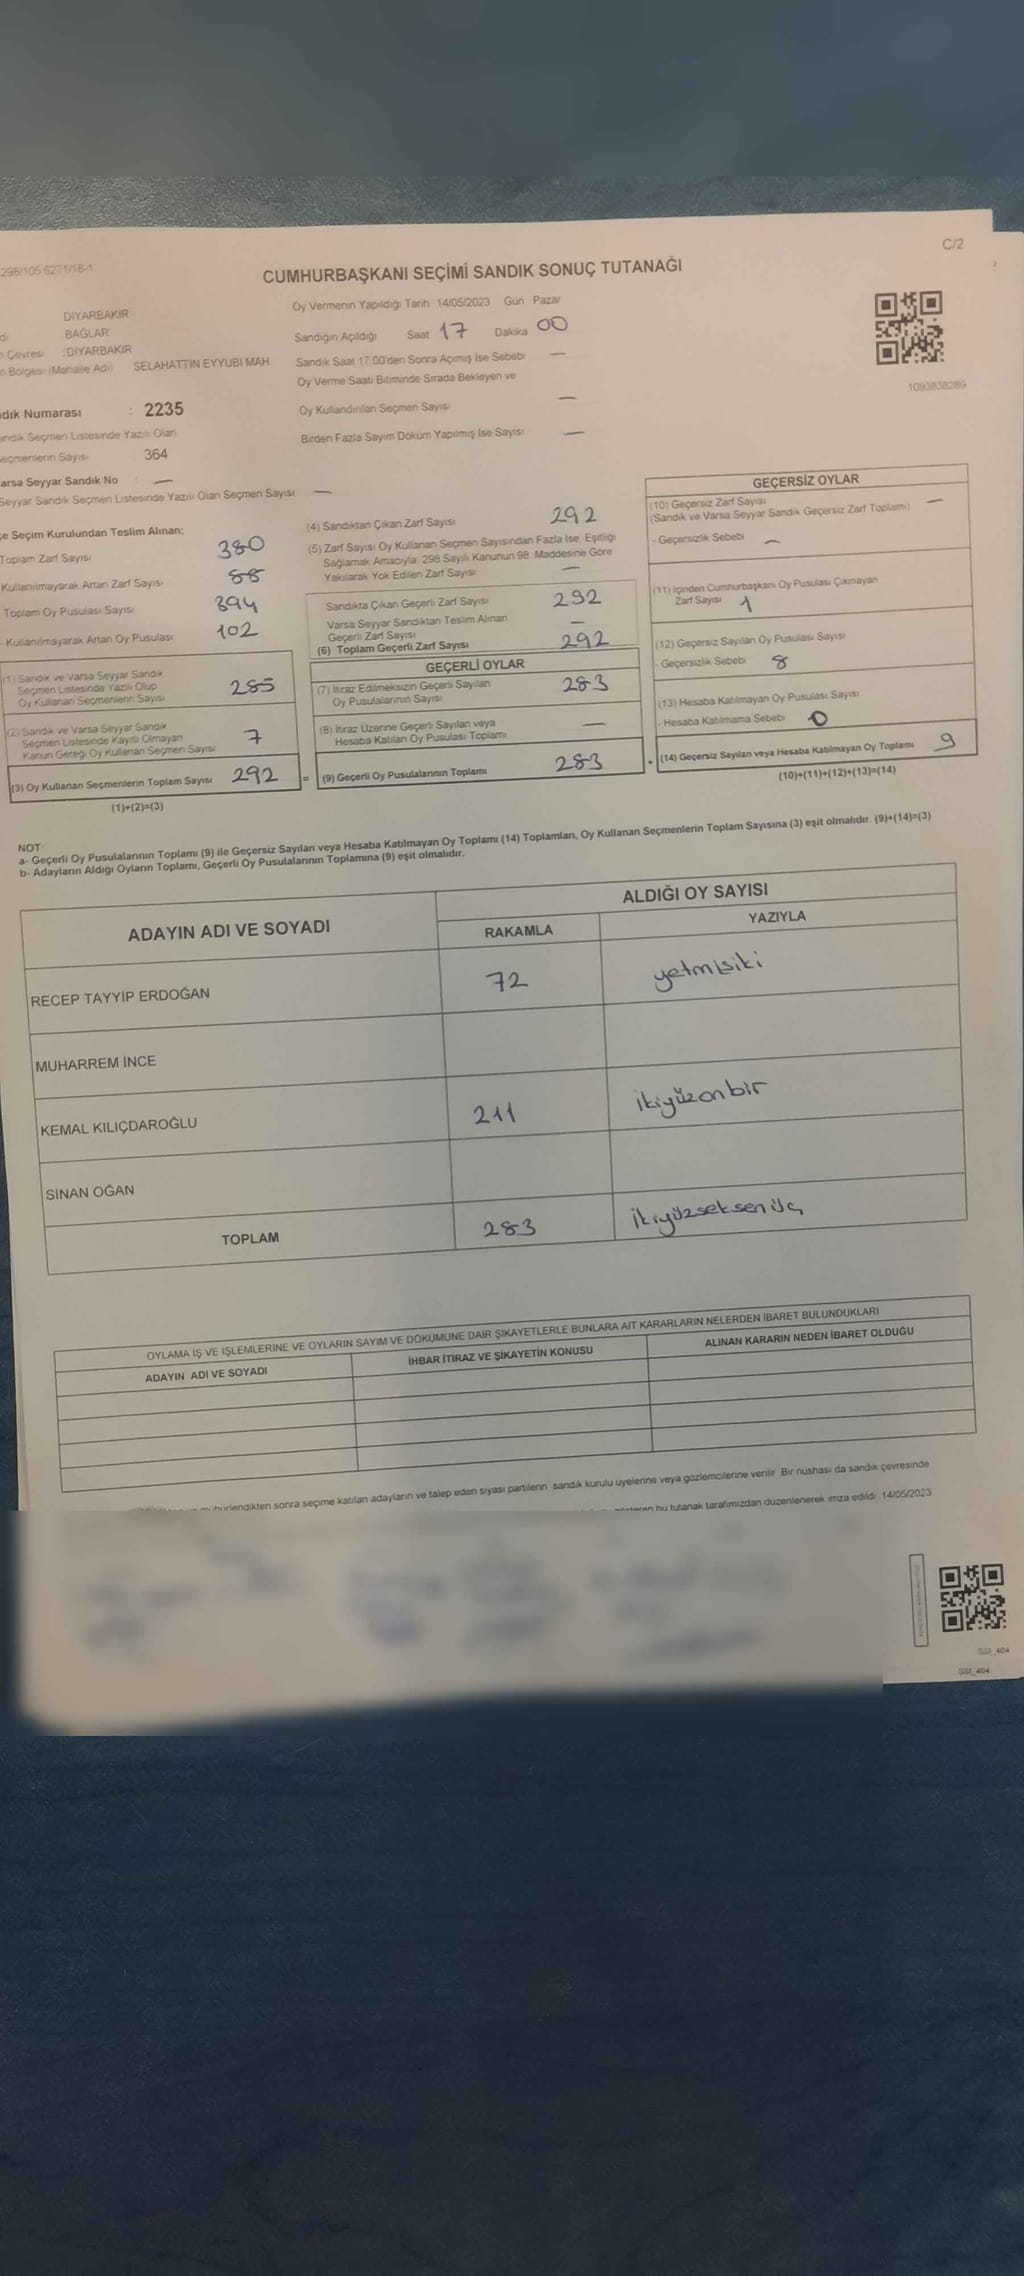 298/105.6271/18-1
C/2
CUMHURBAŞKANI SEÇİMİ SANDIK SONUÇ TUTANAĞI
DİYARBAKIR
BAĞLAR
Çevresi : DİYARBAKIR
Bölgesi (Mahalle Adı) SELAHATTİN EYYUBİ MAH
Oy Vermenin Yapıldığı Tarih 14/05/2023 Gün Pazar
Sandığın Açıldığı Saat 17 Dakika 00
Sandık Saat 17.00'den Sonra Açılmış İse Sebebi —
Oy Verme Saati Bitiminde Sırada Bekleyen ve
Oy Kullandırılan Seçmen Sayısı —
Birden Fazla Sayım Döküm Yapılmış İse Sayısı —
1093838289
dık Numarası : 2235
andık Seçmen Listesinde Yazılı Olan
eçmenlerin Sayısı 364
arsa Seyyar Sandık No —
Seyyar Sandık Seçmen Listesinde Yazılı Olan Seçmen Sayısı —
e Seçim Kurulundan Teslim Alınan;
Toplam Zarf Sayısı 380
Kullanılmayarak Artan Zarf Sayısı 88
Toplam Oy Pusulası Sayısı 394
- Kullanılmayarak Artan Oy Pusulası 102
(1) Sandık ve Varsa Seyyar Sandık
Seçmen Listesinde Yazılı Olup
Oy Kullanan Seçmenlerin Sayısı 285
(2) Sandık ve Varsa Seyyar Sandık
Seçmen Listesinde Kayıtlı Olmayan
Kanun Gereği Oy Kullanan Seçmen Sayısı 7
(3) Oy Kullanan Seçmenlerin Toplam Sayısı 292
(1)+(2)=(3)
(4) Sandıktan Çıkan Zarf Sayısı 292
(5) Zarf Sayısı Oy Kullanan Seçmen Sayısından Fazla İse, Eşitliği
Sağlamak Amacıyla, 298 Sayılı Kanunun 98. Maddesine Göre
Yakılarak Yok Edilen Zarf Sayısı —
Sandıkta Çıkan Geçerli Zarf Sayısı 292
Varsa Seyyar Sandıktan Teslim Alınan
Geçerli Zarf Sayısı —
(6) Toplam Geçerli Zarf Sayısı 292
GEÇERLİ OYLAR
(7) İtiraz Edilmeksizin Geçerli Sayılan
Oy Pusulalarının Sayısı 283
(8) İtiraz Üzerine Geçerli Sayılan veya
Hesaba Katılan Oy Pusulası Toplamı —
= (9) Geçerli Oy Pusulalarının Toplamı 283
GEÇERSİZ OYLAR
(10) Geçersiz Zarf Sayısı —
(Sandık ve Varsa Seyyar Sandık Geçersiz Zarf Toplamı)
- Geçersizlik Sebebi —
(11) İçinden Cumhurbaşkanı Oy Pusulası Çıkmayan
Zarf Sayısı 1
(12) Geçersiz Sayılan Oy Pusulası Sayısı
- Geçersizlik Sebebi 8
(13) Hesaba Katılmayan Oy Pusulası Sayısı
- Hesaba Katılmama Sebebi 0
+ (14) Geçersiz Sayılan veya Hesaba Katılmayan Oy Toplamı 9
(10)+(11)+(12)+(13)=(14)
NOT
a- Geçerli Oy Pusulalarının Toplamı (9) ile Geçersiz Sayılan veya Hesaba Katılmayan Oy Toplamı (14) Toplamları, Oy Kullanan Seçmenlerin Toplam Sayısına (3) eşit olmalıdır. (9)+(14)=(3)
b- Adayların Aldığı Oyların Toplamı, Geçerli Oy Pusulalarının Toplamına (9) eşit olmalıdır.
ADAYIN ADI VE SOYADI
ALDIĞI OY SAYISI
RAKAMLA YAZIYLA
RECEP TAYYİP ERDOĞAN 72 yetmişiki
MUHARREM İNCE
KEMAL KILIÇDAROĞLU 211 ikiyüzonbir
SİNAN OĞAN
TOPLAM 283 ikiyüzseksenüç
OYLAMA İŞ VE İŞLEMLERİNE VE OYLARIN SAYIM VE DÖKÜMÜNE DAİR ŞİKAYETLERLE BUNLARA AİT KARARLARIN NELERDEN İBARET BULUNDUKLARI
ADAYIN ADI VE SOYADI İHBAR İTİRAZ VE ŞİKAYETİN KONUSU ALINAN KARARIN NEDEN İBARET OLDUĞU
mühürlendikten sonra seçime katılan adayların ve talep eden siyasi partilerin sandık kurulu üyelerine veya gözlemcilerine verilir. Bir nüshası da sandık çevresinde
gösteren bu tutanak tarafımızdan düzenlenerek imza edildi. 14/05/2023
SSI_404
SSI_404